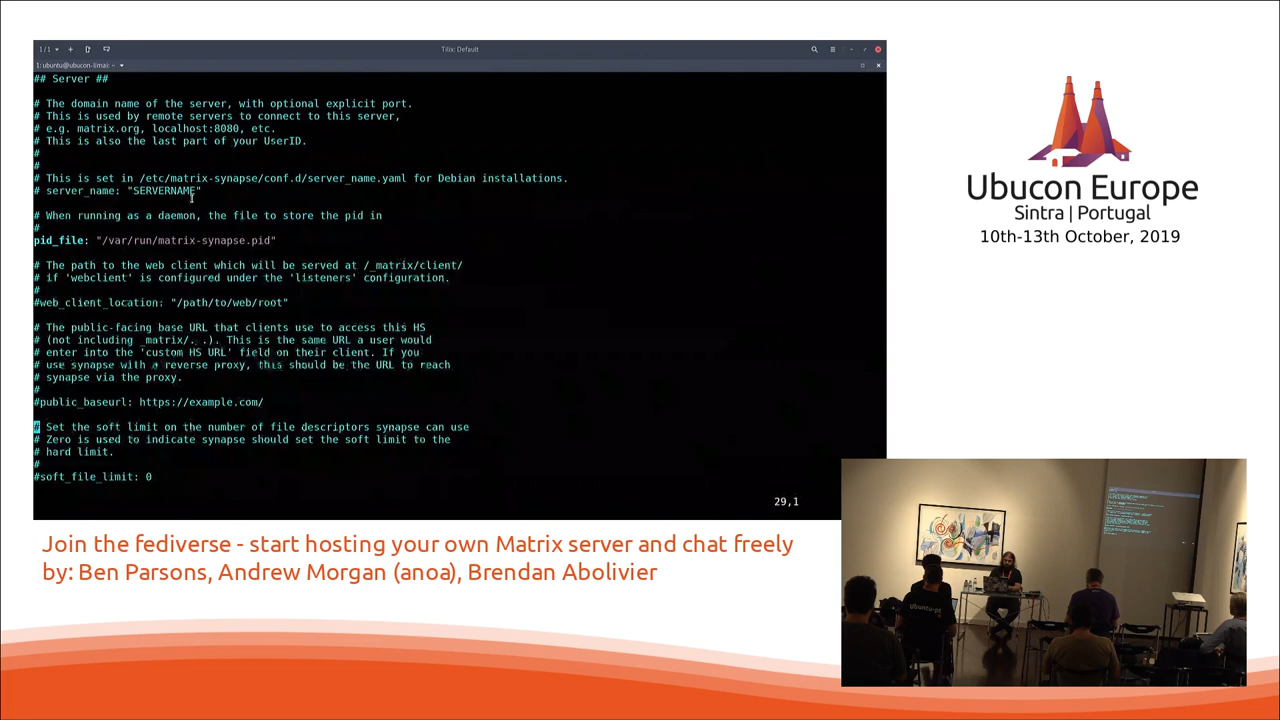 1/1
Tilix: Default
1: ubuntu@ubucon-limai: ~
## Server ##
# The domain name of the server, with optional explicit port.
# This is used by remote servers to connect to this server,
# e.g. matrix.org, localhost:8080, etc.
# This is also the last part of your UserID.
#
#
# This is set in /etc/matrix-synapse/conf.d/server_name.yaml for Debian installations.
# server_name: "SERVERNAME"
# When running as a daemon, the file to store the pid in
#
pid_file: "/var/run/matrix-synapse.pid"
# The path to the web client which will be served at /_matrix/client/
# if 'webclient' is configured under the 'listeners' configuration.
#
#web_client_location: "/path/to/web/root"
# The public-facing base URL that clients use to access this HS
# (not including _matrix/...). This is the same URL a user would
# enter into the 'custom HS URL' field on their client. If you
# use synapse with a reverse proxy, this should be the URL to reach
# synapse via the proxy.
#
#public_baseurl: https://example.com/
# Set the soft limit on the number of file descriptors synapse can use
# Zero is used to indicate synapse should set the soft limit to the
# hard limit.
#
#soft_file_limit: 0
29,1
Ubucon Europe
Sintra | Portugal
10th-13th October, 2019
Join the fediverse - start hosting your own Matrix server and chat freely
by: Ben Parsons, Andrew Morgan (anoa), Brendan Abolivier
Ubuntu-pt